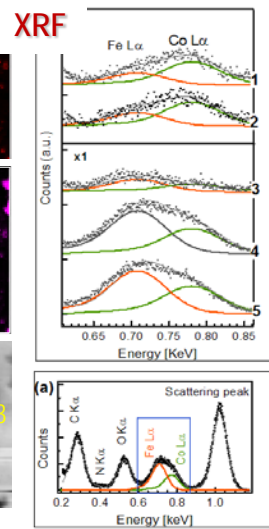 XRF
Fe Lα
Co Lα
1
2
x1
3
4
5
Counts (a.u.)
0.65 0.70 0.75 0.80 0.85
Energy [KeV]
(a)
Scattering peak
C Kα
N Kα
O Kα
Fe Lα
Co Lα
Counts
0.2 0.4 0.6 0.8 1.0
Energy [keV]